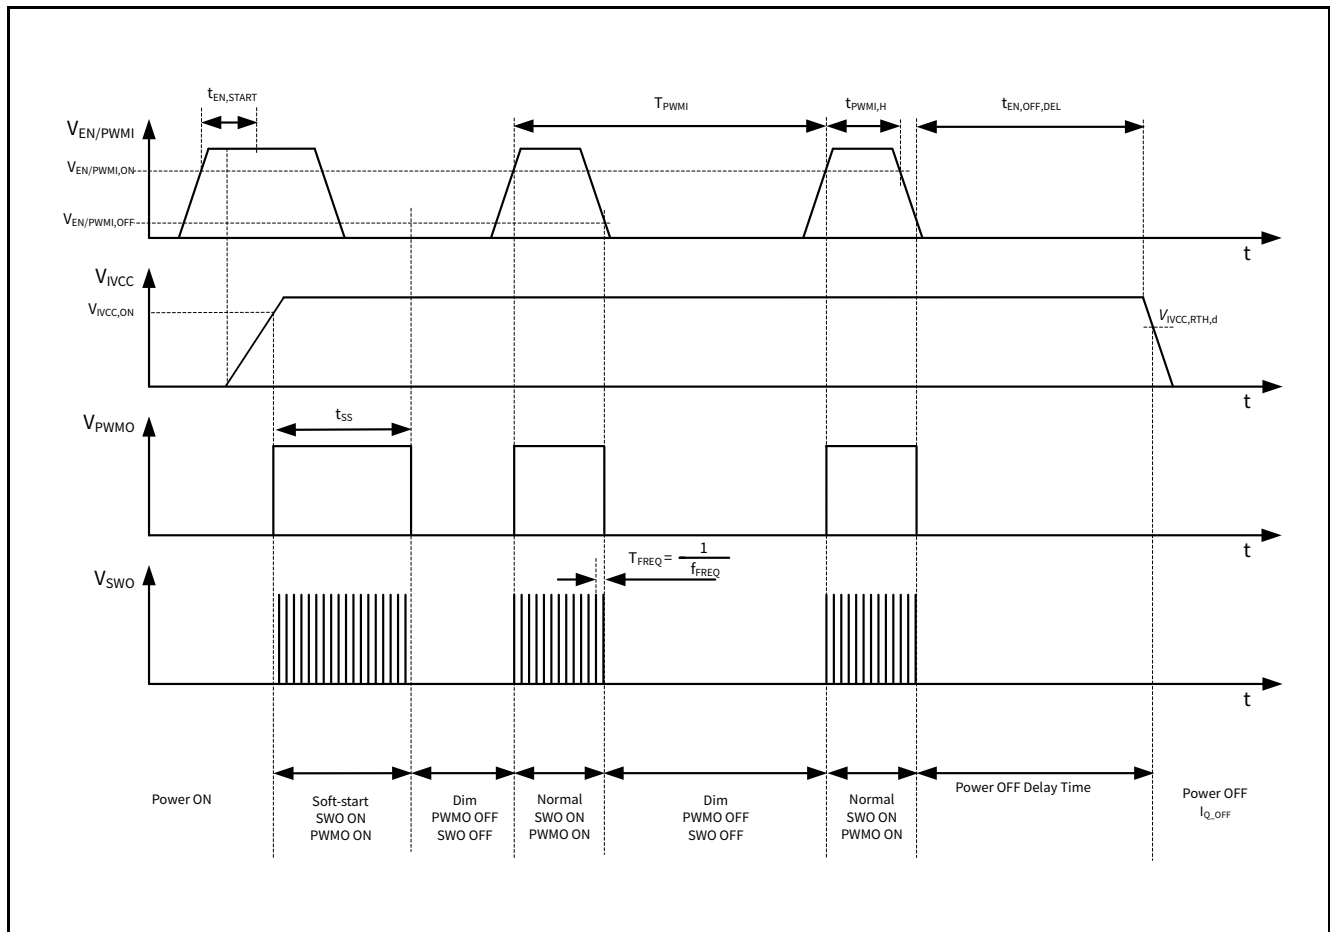 tEN,START
TPWMI
tPWMI,H
tEN,OFF,DEL
VEN/PWMI
VEN/PWMI,ON
VEN/PWMI,OFF
t
VIVCC
VIVCC,ON
VIVCC,RTH,d
t
tSS
VPWMO
t
TFREQ = 1
fFREQ
VSWO
t
Power ON
Soft-start
SWO ON
PWMO ON
Dim
PWMO OFF
SWO OFF
Normal
SWO ON
PWMO ON
Dim
PWMO OFF
SWO OFF
Normal
SWO ON
PWMO ON
Power OFF Delay Time
Power OFF
IQ_OFF